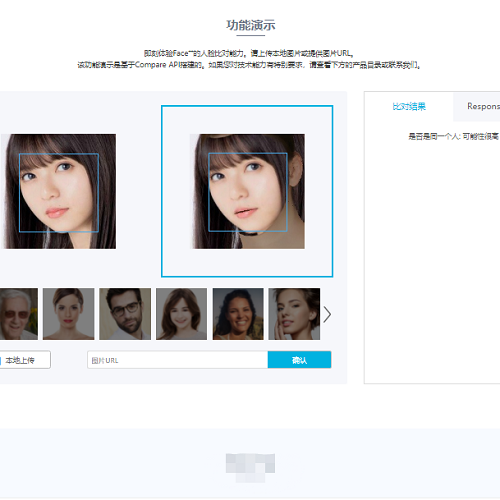 功能演示
即刻体验Face⁺⁺的人脸比对能力。请上传本地图片或提供图片URL。
该功能演示是基于Compare API搭建的。如果您对技术能力有特别要求，请查看下方的产品目录或联系我们。
比对结果 Respons
是否是同一个人: 可能性很高
本地上传 图片URL 确认